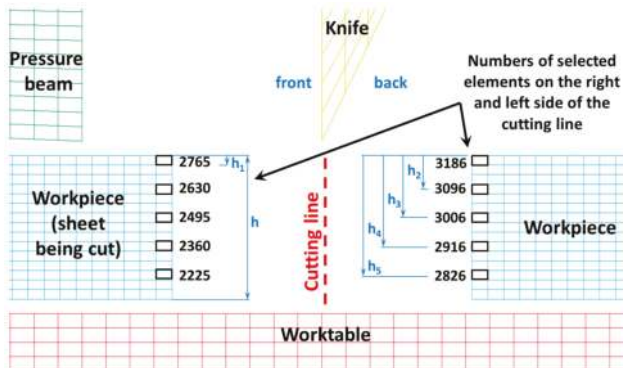 Pressure
beam
Knife
front
back
Numbers of selected
elements on the right
and left side of the
cutting line
2765
h1
3186
2630
h2
3096
Workpiece
(sheet
being cut)
2495
h
Cutting line
h3
3006
Workpiece
2360
h4
2916
2225
h5
2826
Worktable